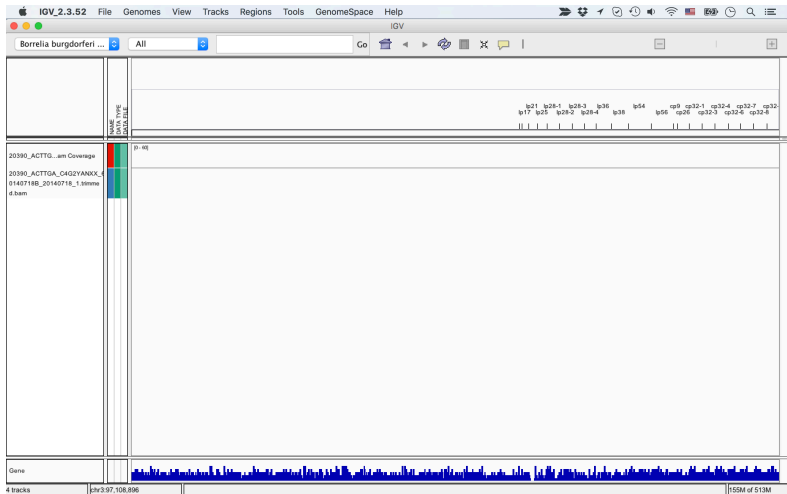 IGV_2.3.52 File Genomes View Tracks Regions Tools GenomeSpace Help
IGV
Borrelia burgdorferi ... All Go
lp21 lp28-1 lp28-3 lp36 lp54 cp9 cp32-1 cp32-4 cp32-7 cp32-
lp17 lp25 lp28-2 lp28-4 lp38 lp56 cp26 cp32-3 cp32-6 cp32-8
NAME
DATA TYPE
DATA FILE
[0 - 60]
20390_ACTTG...am Coverage
20390_ACTTGA_C4G2YANXX_6
0140718B_20140718_1.trimme
d.bam
Gene
4 tracks chr3:97,108,896 155M of 513M